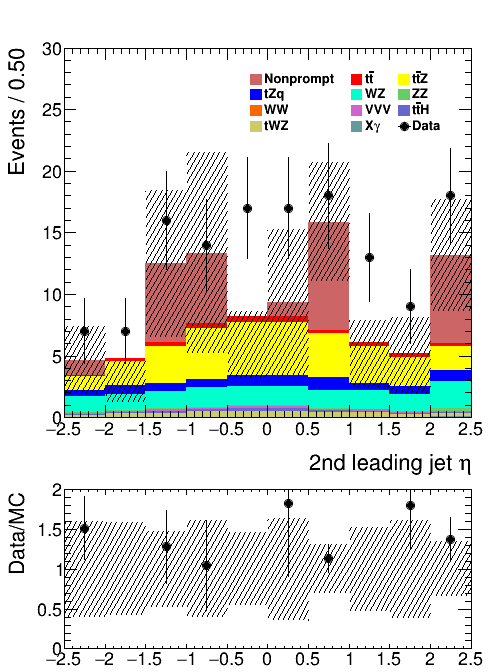 Events / 0.50
30
25
20
15
10
5
0
Nonprompt tt̄ tt̄Z
tZq WZ ZZ
WW VVV tt̄H
tWZ Xγ Data
−2.5 −2 −1.5 −1 −0.5 0 0.5 1 1.5 2 2.5
2nd leading jet η
Data/MC
2
1.5
1
0.5
0
−2.5 −2 −1.5 −1 −0.5 0 0.5 1 1.5 2 2.5